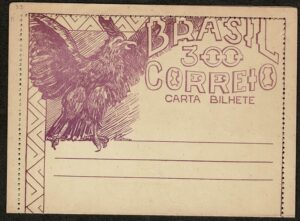 BRASIL
300
CORREIO
CARTA BILHETE